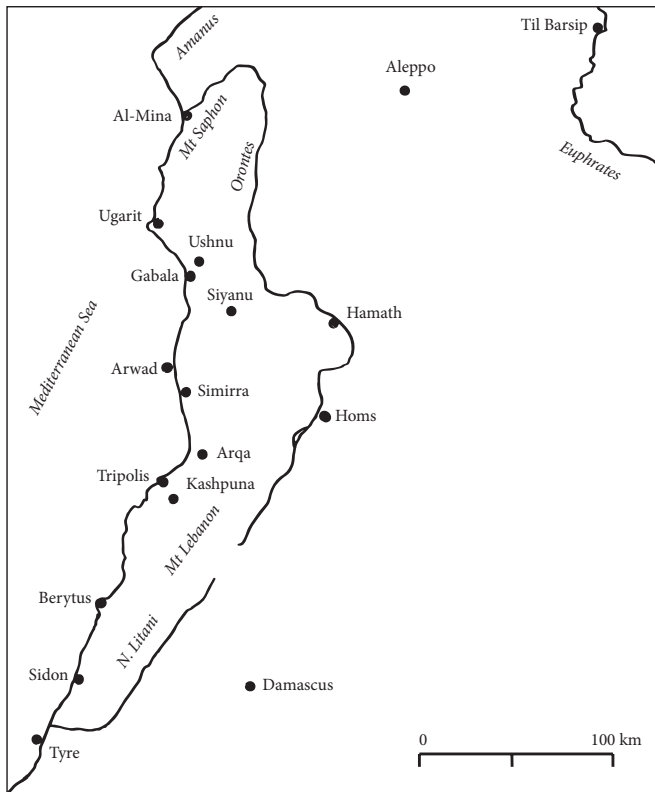 Til Barsip
Amanus
Aleppo
Al-Mina
Mt Saphon
Orontes
Euphrates
Ugarit
Ushnu
Gabala
Siyanu
Hamath
Mediterranean Sea
Arwad
Simirra
Homs
Arqa
Tripolis
Kashpuna
Mt Lebanon
Berytus
N. Litani
Sidon
Damascus
Tyre
0 100 km